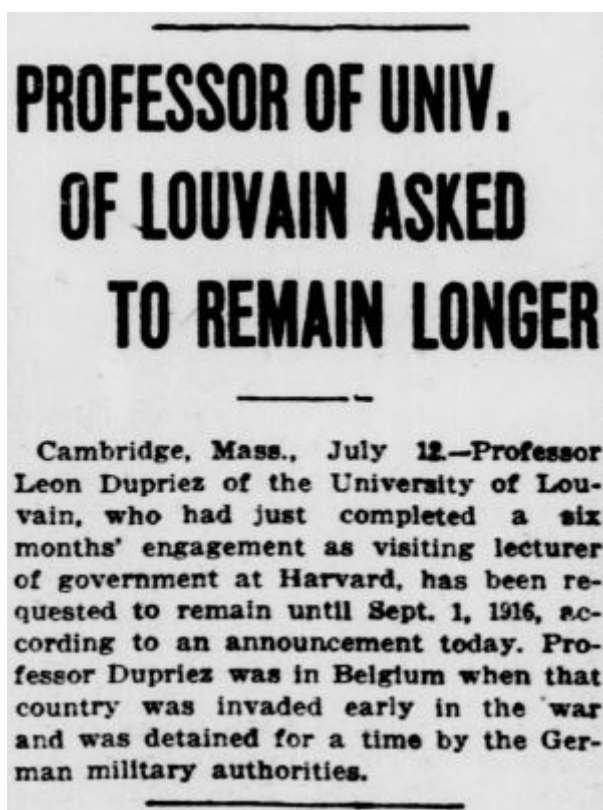 PROFESSOR OF UNIV.
OF LOUVAIN ASKED
TO REMAIN LONGER
Cambridge, Mass., July 12.—Professor
Leon Dupriez of the University of Lou-
vain, who had just completed a six
months' engagement as visiting lecturer
of government at Harvard, has been re-
quested to remain until Sept. 1, 1916, ac-
cording to an announcement today. Pro-
fessor Dupriez was in Belgium when that
country was invaded early in the war
and was detained for a time by the Ger-
man military authorities.